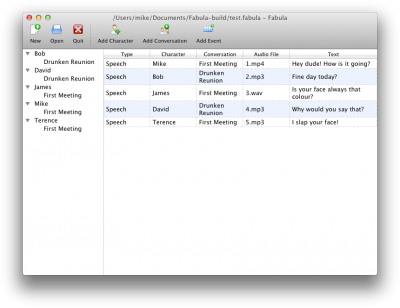 /Users/mike/Documents/Fabula-build/test.fabula - Fabula
New Open Quit Add Character Add Conversation Add Event
Bob
Drunken Reunion
David
Drunken Reunion
James
First Meeting
Mike
First Meeting
Terence
First Meeting
Type Character Conversation Audio File Text
Speech Mike First Meeting 1.mp4 Hey dude! How is it going?
Speech Bob Drunken Reunion 2.mp3 Fine day today?
Speech James First Meeting 3.wav Is your face always that colour?
Speech David Drunken Reunion 4.mp3 Why would you say that?
Speech Terence First Meeting 5.mp3 I slap your face!